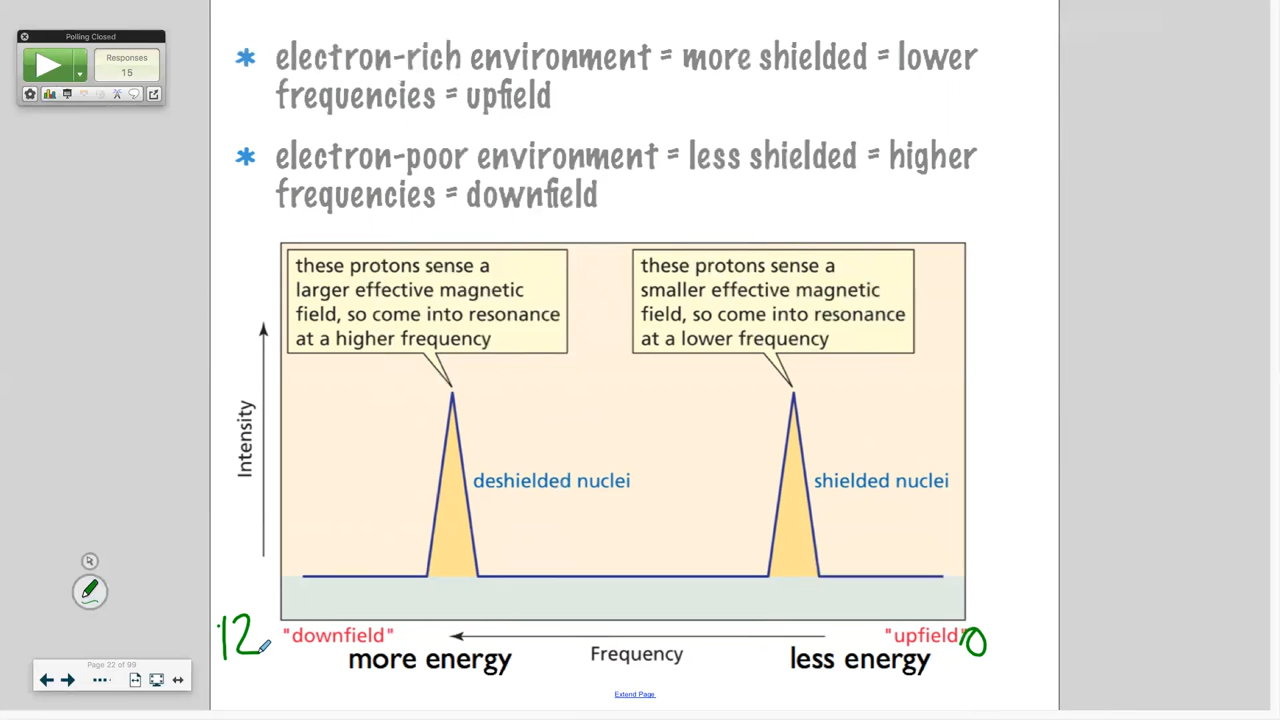 Polling Closed
Responses
15
* electron-rich environment = more shielded = lower
frequencies = upfield
* electron-poor environment = less shielded = higher
frequencies = downfield
these protons sense a
larger effective magnetic
field, so come into resonance
at a higher frequency
these protons sense a
smaller effective magnetic
field, so come into resonance
at a lower frequency
Intensity
deshielded nuclei
shielded nuclei
12
"downfield"
"upfield"
0
more energy
Frequency
less energy
Page 22 of 99
Extend Page